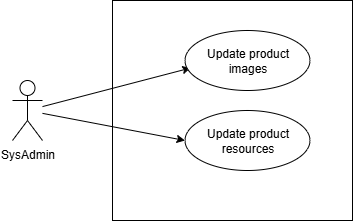 Update product
images
Update product
resources
SysAdmin